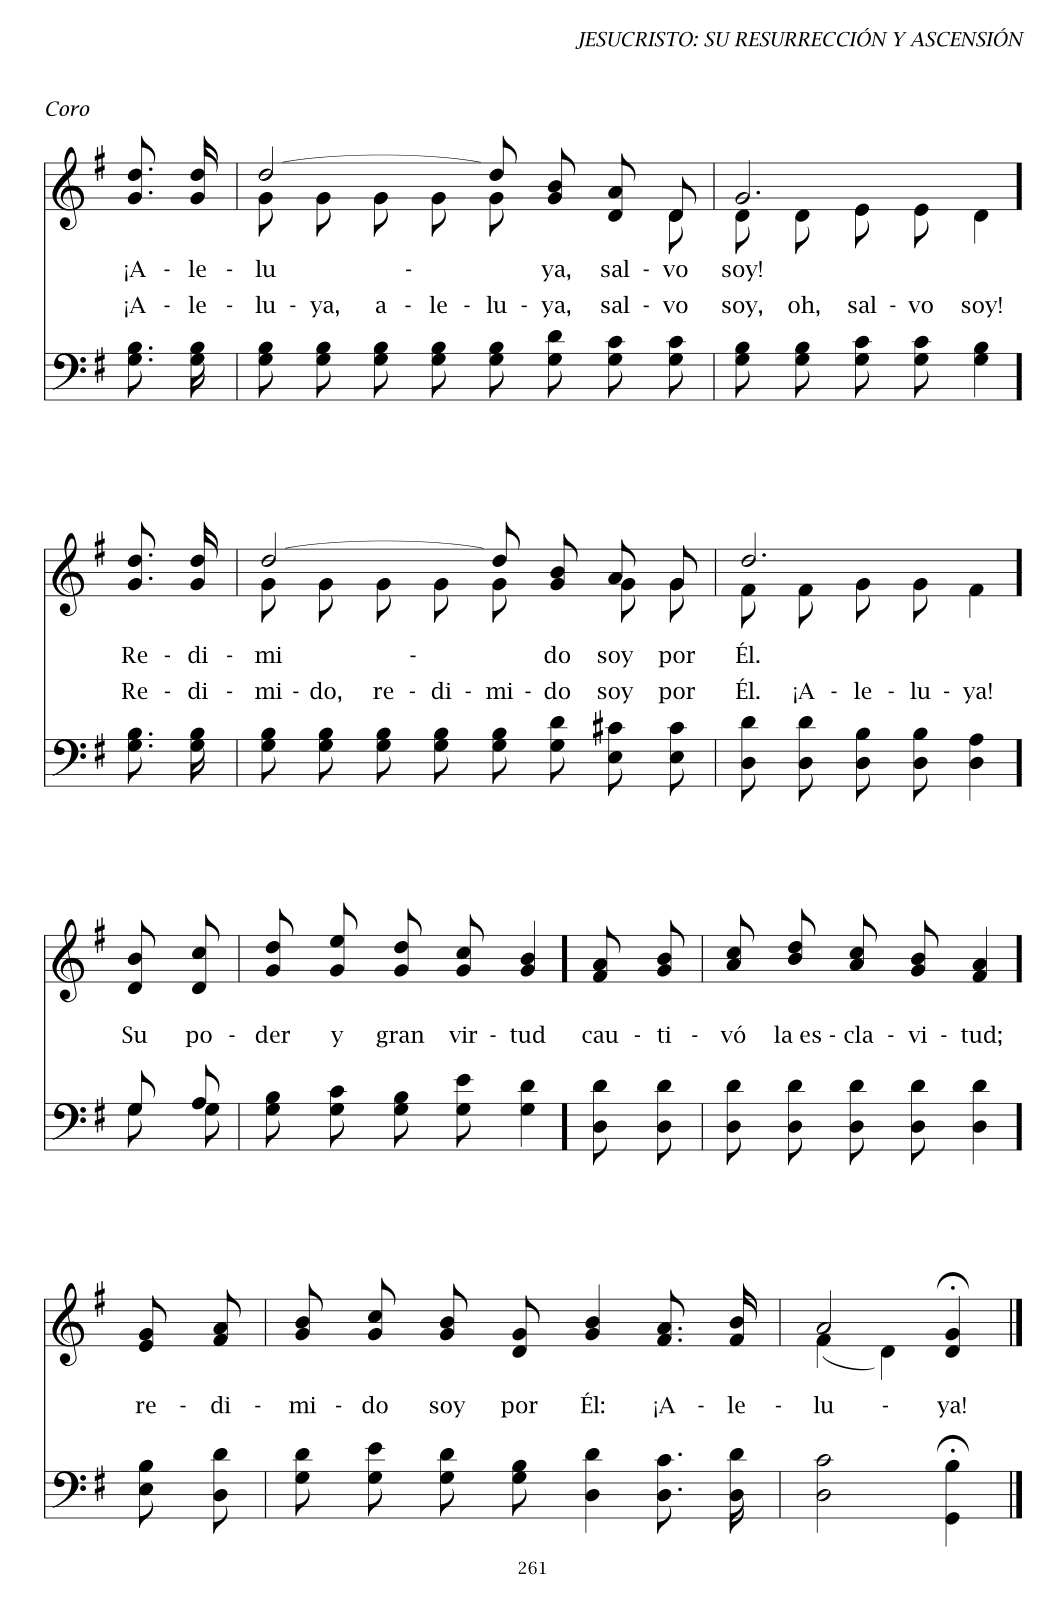 JESUCRISTO: SU RESURRECCIÓN Y ASCENSIÓN
Coro
¡A - le - lu - ya, sal - vo soy!
¡A - le - lu - ya, a - le - lu - ya, sal - vo soy, oh, sal - vo soy!
Re - di - mi - do soy por Él.
Re - di - mi - do, re - di - mi - do soy por Él. ¡A - le - lu - ya!
Su po - der y gran vir - tud cau - ti - vó la es - cla - vi - tud;
re - di - mi - do soy por Él: ¡A - le - lu - ya!
261